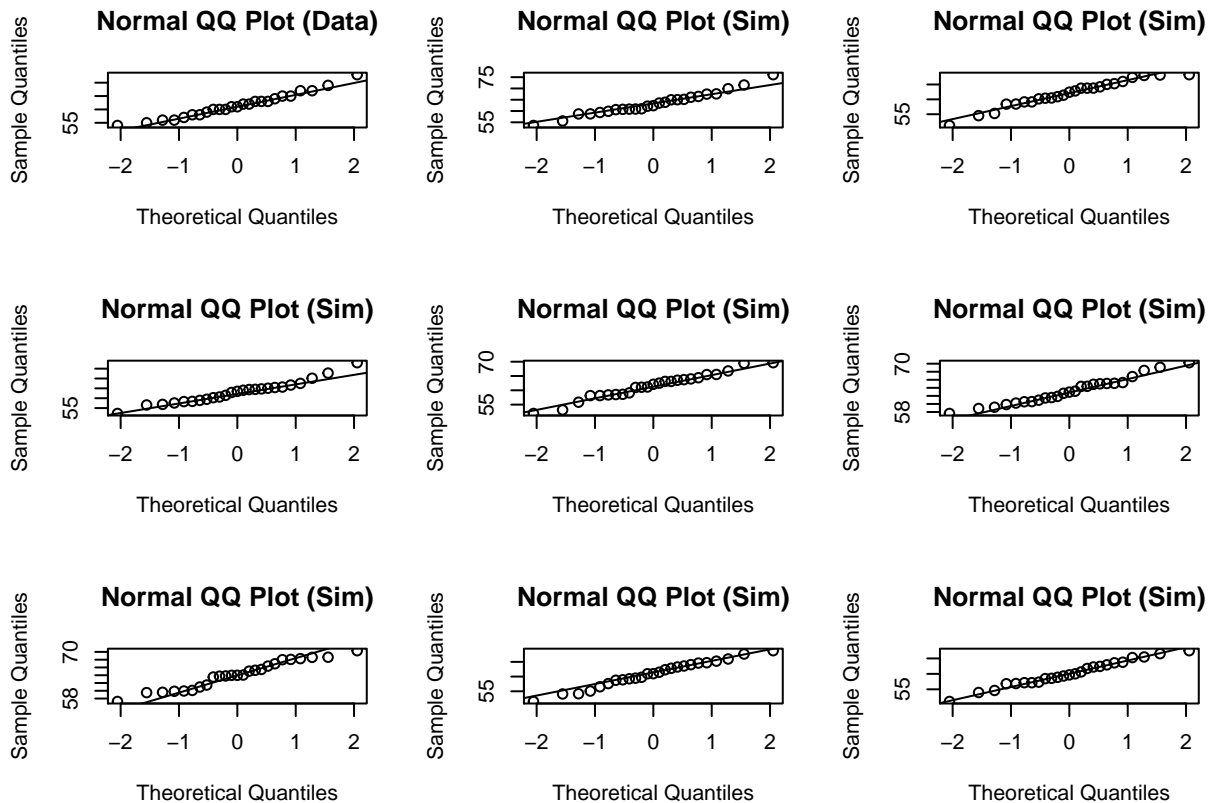 Normal QQ Plot (Data)
Sample Quantiles
55
−2 −1 0 1 2
Theoretical Quantiles
Normal QQ Plot (Sim)
Sample Quantiles
55 75
−2 −1 0 1 2
Theoretical Quantiles
Normal QQ Plot (Sim)
Sample Quantiles
55
−2 −1 0 1 2
Theoretical Quantiles
Normal QQ Plot (Sim)
Sample Quantiles
55
−2 −1 0 1 2
Theoretical Quantiles
Normal QQ Plot (Sim)
Sample Quantiles
55 70
−2 −1 0 1 2
Theoretical Quantiles
Normal QQ Plot (Sim)
Sample Quantiles
58 70
−2 −1 0 1 2
Theoretical Quantiles
Normal QQ Plot (Sim)
Sample Quantiles
58 70
−2 −1 0 1 2
Theoretical Quantiles
Normal QQ Plot (Sim)
Sample Quantiles
55
−2 −1 0 1 2
Theoretical Quantiles
Normal QQ Plot (Sim)
Sample Quantiles
55
−2 −1 0 1 2
Theoretical Quantiles